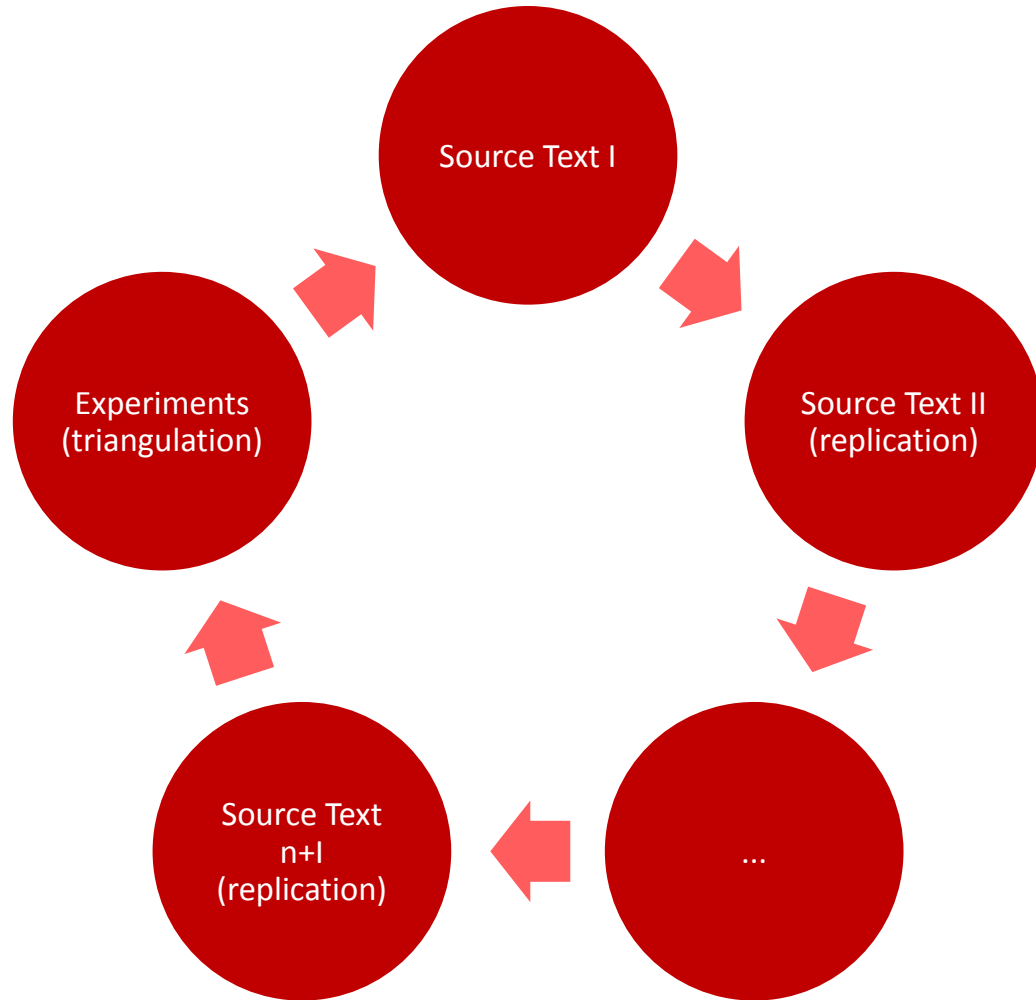 Source Text I
Source Text II
(replication)
...
Source Text
n+I
(replication)
Experiments
(triangulation)